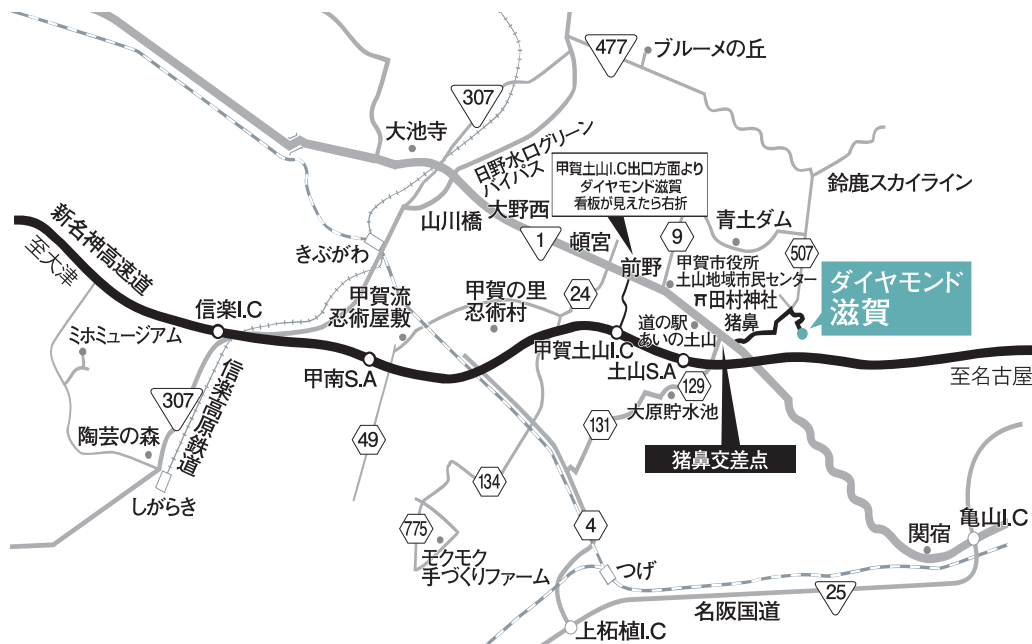 477
ブルーメの丘
307
大池寺
日野水口グリーン
バイパス
甲賀土山I.C出口方面より
ダイヤモンド滋賀
看板が見えたら右折
鈴鹿スカイライン
山川橋
大野西
1
頓宮
9
青土ダム
507
新名神高速道
至大津
きぶがわ
前野
甲賀市役所
土山地域市民センター
田村神社
猪鼻
ダイヤモンド
滋賀
信楽I.C
甲賀流
忍術屋敷
甲賀の里
忍術村
24
道の駅
あいの土山
ミホミュージアム
甲南S.A
甲賀土山I.C
土山S.A
至名古屋
129
大原貯水池
307
信楽高原鉄道
陶芸の森
49
131
猪鼻交差点
しがらき
134
775
モクモク
手づくりファーム
4
つげ
関宿
亀山I.C
25
名阪国道
上柘植I.C